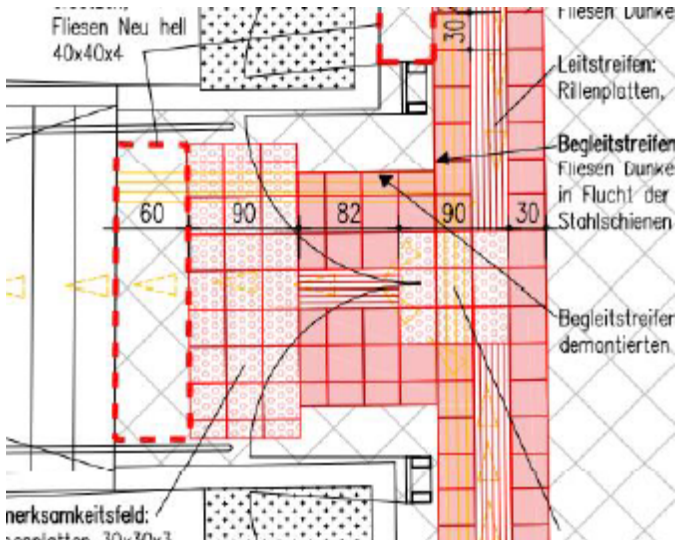 Fliesen Neu hell
40x40x4
30
Fliesen Dunke
Leitstreifen:
Rillenplatten,
Begleitstreifen
Fliesen Dunke
in Flucht der
Stahlschienen
60 90 82 90 30
Begleitstreifen
demontierten
merksamkeitsfeld: